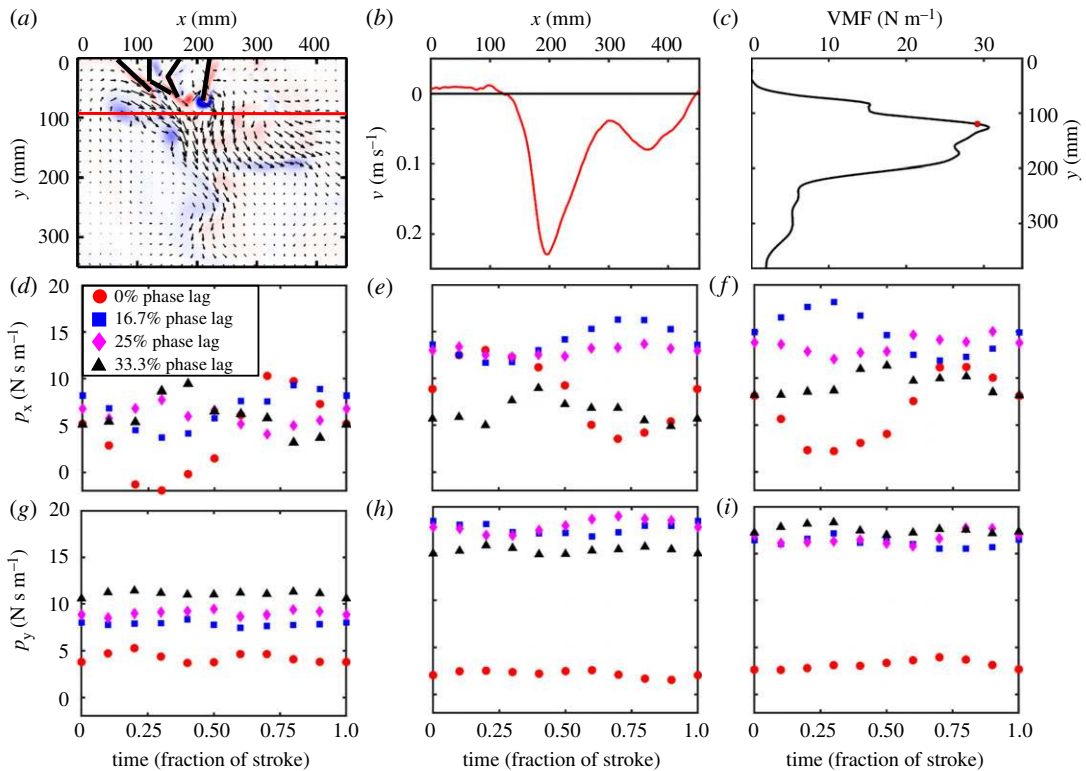 (a) x (mm) (b) x (mm) (c) VMF (N m⁻¹)
0 100 200 300 400
0 100 200 300 400
0 10 20 30
y (mm)
0
100
200
300
v (m s⁻¹)
0
0.1
0.2
y (mm)
0
100
200
300
(d) (e) (f)
pₓ (N s m⁻¹)
20
15
10
5
0
0% phase lag
16.7% phase lag
25% phase lag
33.3% phase lag
(g) (h) (i)
p_y (N s m⁻¹)
20
15
10
5
0
0 0.25 0.50 0.75 1.0
0 0.25 0.50 0.75 1.0
0 0.25 0.50 0.75 1.0
time (fraction of stroke) time (fraction of stroke) time (fraction of stroke)